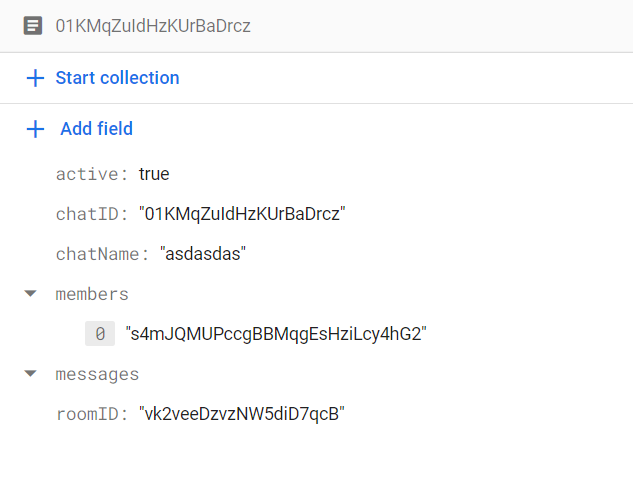 01KMqZuIdHzKUrBaDrcz
Start collection
Add field
active: true
chatID: "01KMqZuIdHzKUrBaDrcz"
chatName: "asdasdas"
members
0 "s4mJQMUPccgBBMqgEsHziLcy4hG2"
messages
roomID: "vk2veeDzvzNW5diD7qcB"